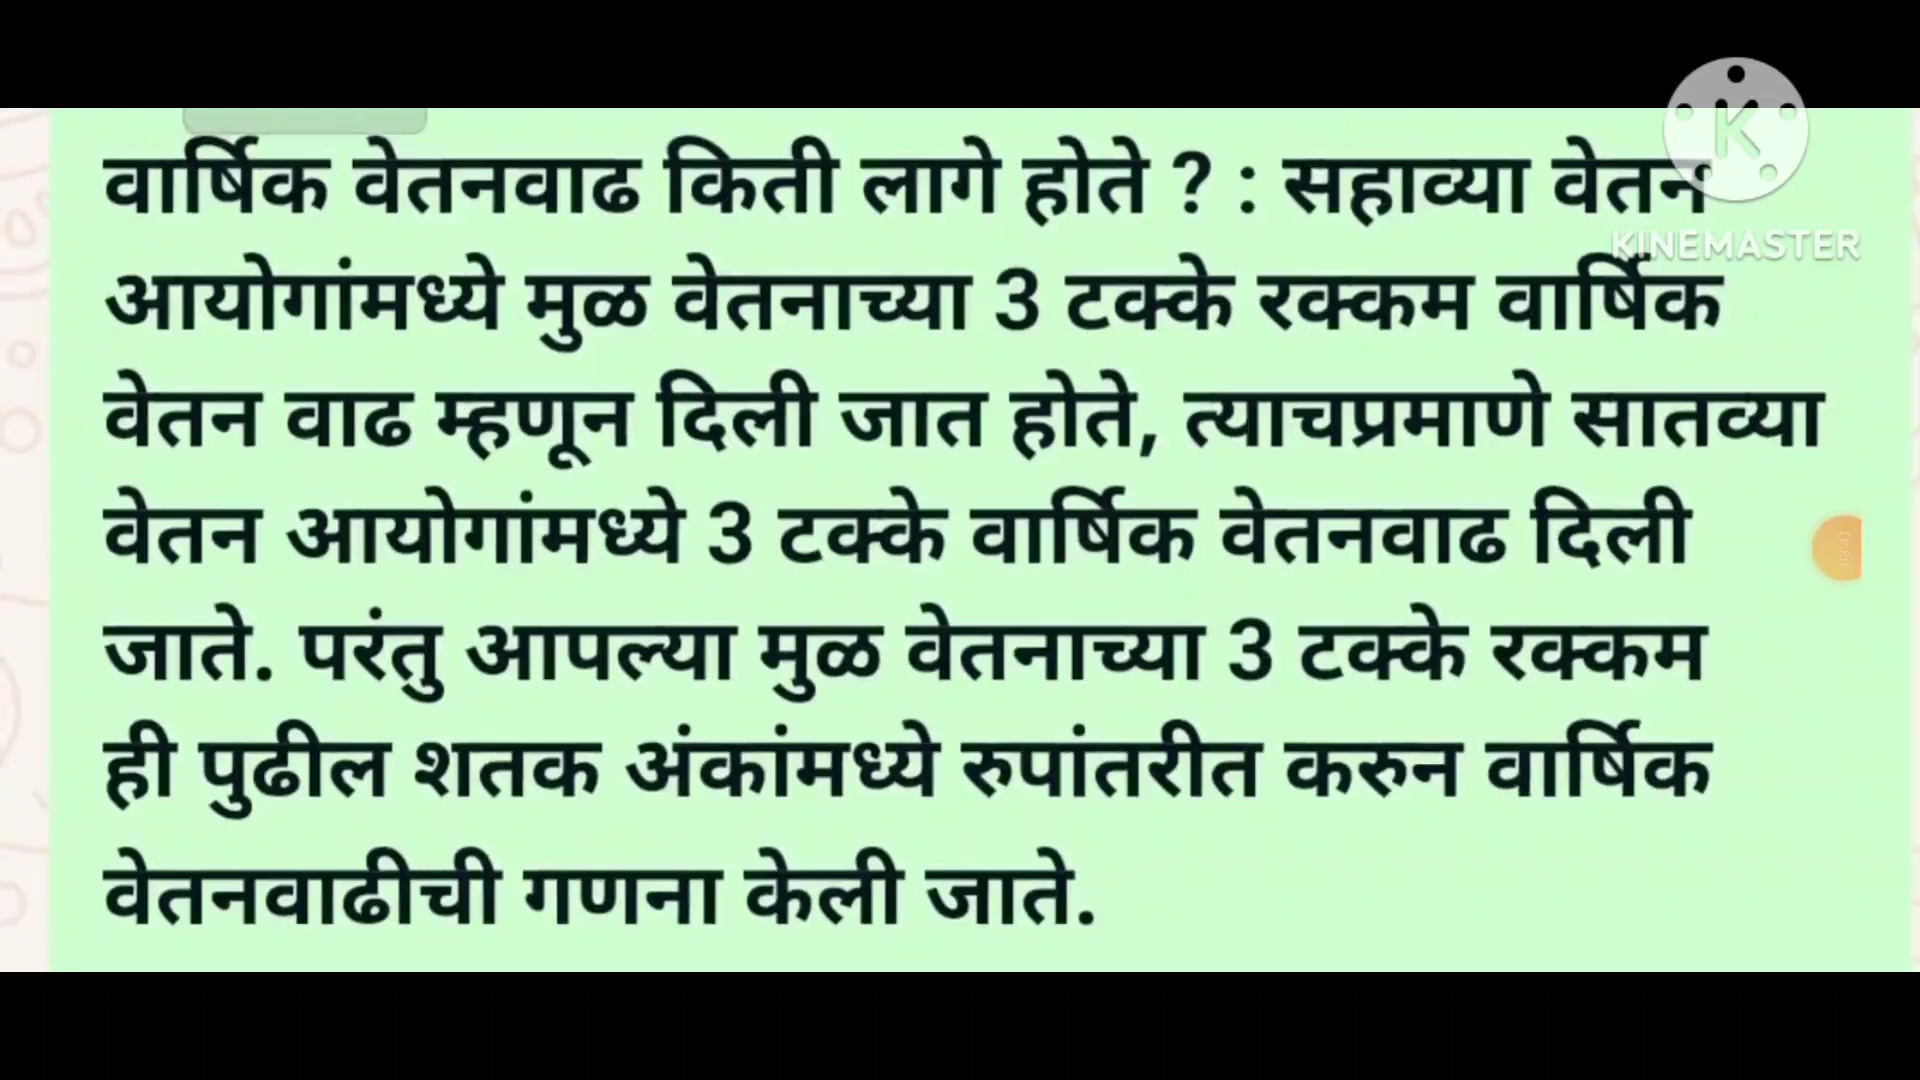 वार्षिक वेतनवाढ किती लागे होते ? : सहाव्या वेतन
KINEMASTER
आयोगांमध्ये मुळ वेतनाच्या 3 टक्के रक्कम वार्षिक
वेतन वाढ म्हणून दिली जात होते, त्याचप्रमाणे सातव्या
वेतन आयोगांमध्ये 3 टक्के वार्षिक वेतनवाढ दिली
जाते. परंतु आपल्या मुळ वेतनाच्या 3 टक्के रक्कम
ही पुढील शतक अंकांमध्ये रुपांतरीत करुन वार्षिक
वेतनवाढीची गणना केली जाते.